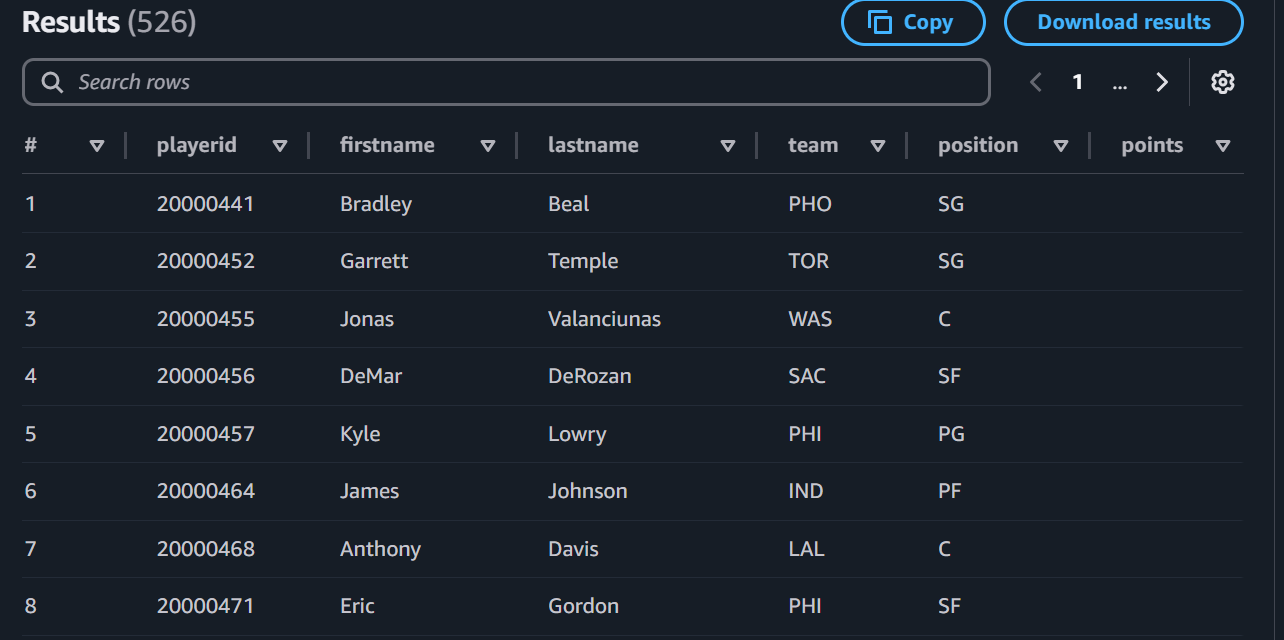 Results (526) Copy Download results
Search rows 1 ...
# playerid firstname lastname team position points
1 20000441 Bradley Beal PHO SG
2 20000452 Garrett Temple TOR SG
3 20000455 Jonas Valanciunas WAS C
4 20000456 DeMar DeRozan SAC SF
5 20000457 Kyle Lowry PHI PG
6 20000464 James Johnson IND PF
7 20000468 Anthony Davis LAL C
8 20000471 Eric Gordon PHI SF